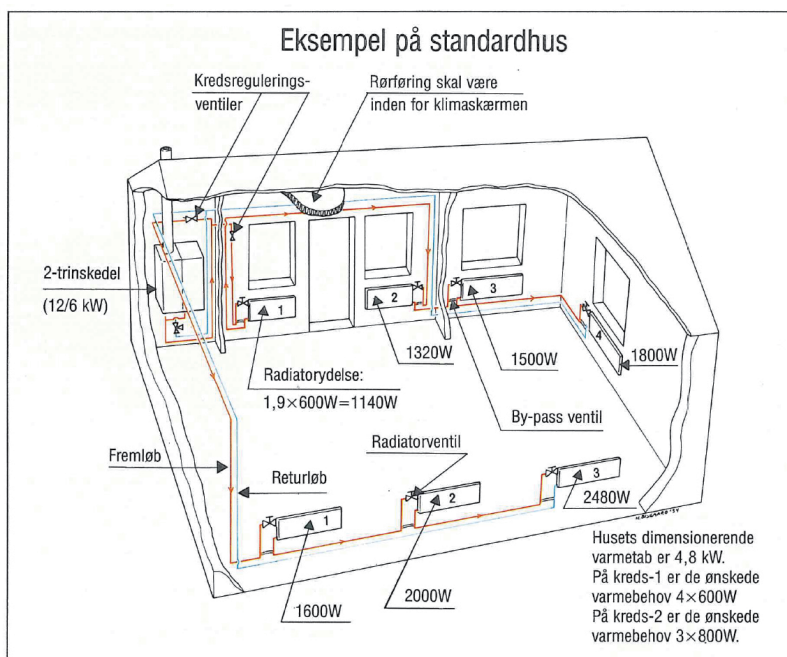 Eksempel på standardhus
Kredsregulerings-
ventiler
Rørføring skal være
inden for klimaskærmen
2-trinskedel
(12/6 kW)
1
2
3
4
1320W
1500W
1800W
Radiatorydelse:
1,9×600W=1140W
By-pass ventil
Fremløb
Returløb
Radiatorventil
1
2
3
2480W
1600W
2000W
Husets dimensionerende
varmetab er 4,8 kW.
På kreds-1 er de ønskede
varmebehov 4×600W
På kreds-2 er de ønskede
varmebehov 3×800W.